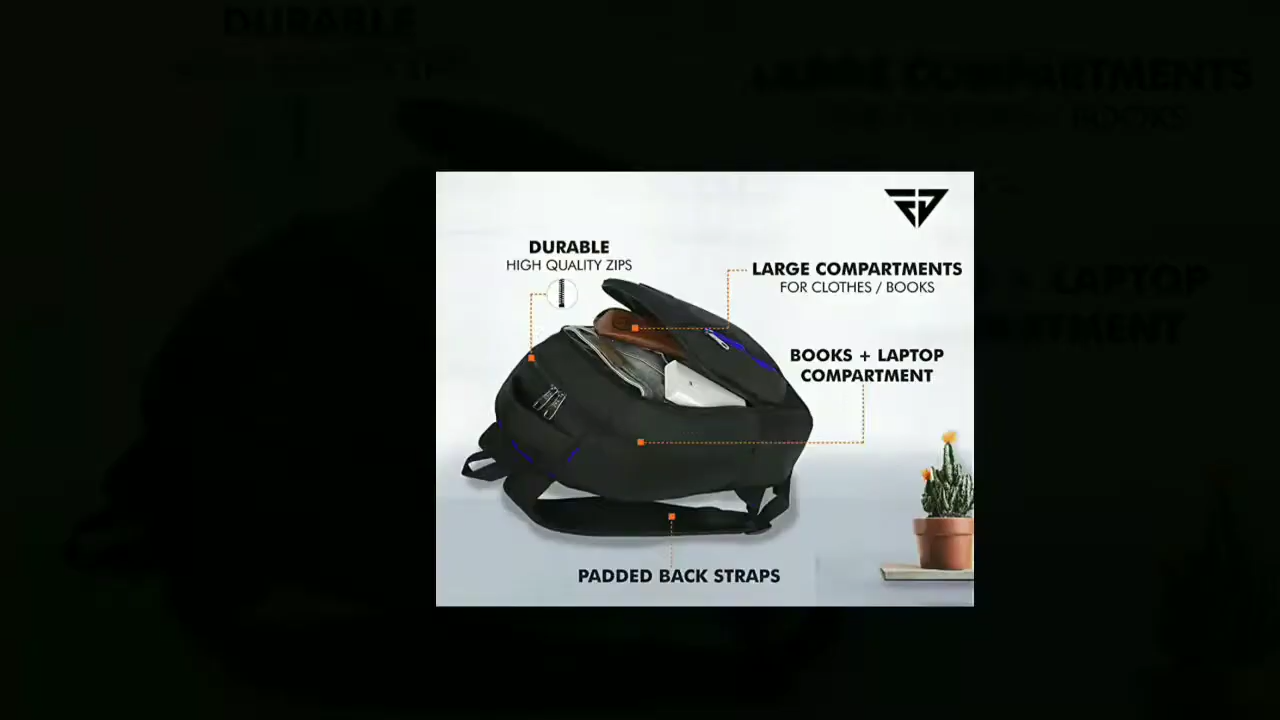 DURABLE
HIGH QUALITY ZIPS
LARGE COMPARTMENTS
FOR CLOTHES / BOOKS
BOOKS + LAPTOP
COMPARTMENT
PADDED BACK STRAPS